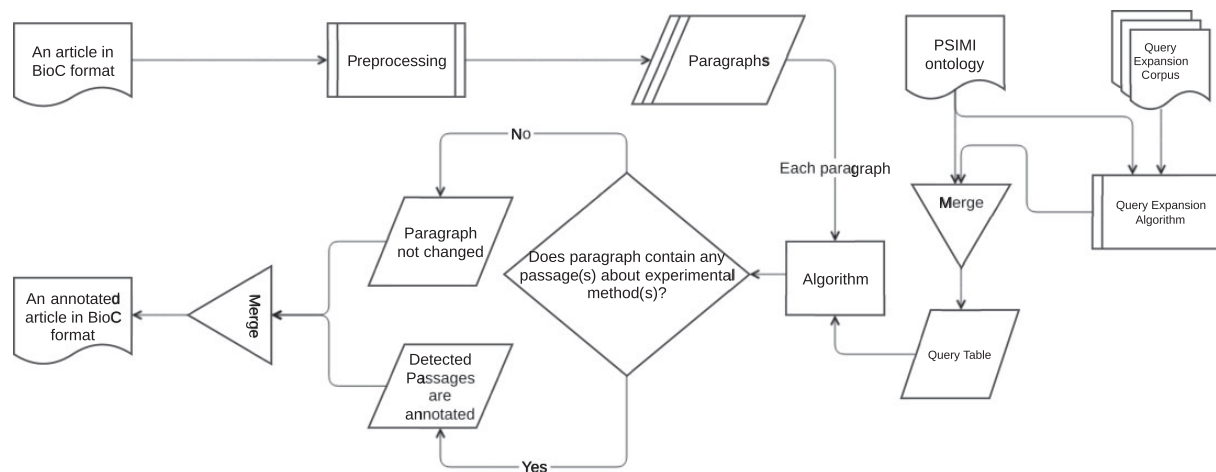 An article in
BioC format
Preprocessing
Paragraphs
PSIMI
ontology
Query
Expansion
Corpus
No
Each paragraph
Paragraph
not changed
Does paragraph contain any
passage(s) about experimental
method(s)?
Algorithm
Merge
Query Expansion
Algorithm
An annotated
article in BioC
format
Merge
Detected
Passages
are
annotated
Query Table
Yes